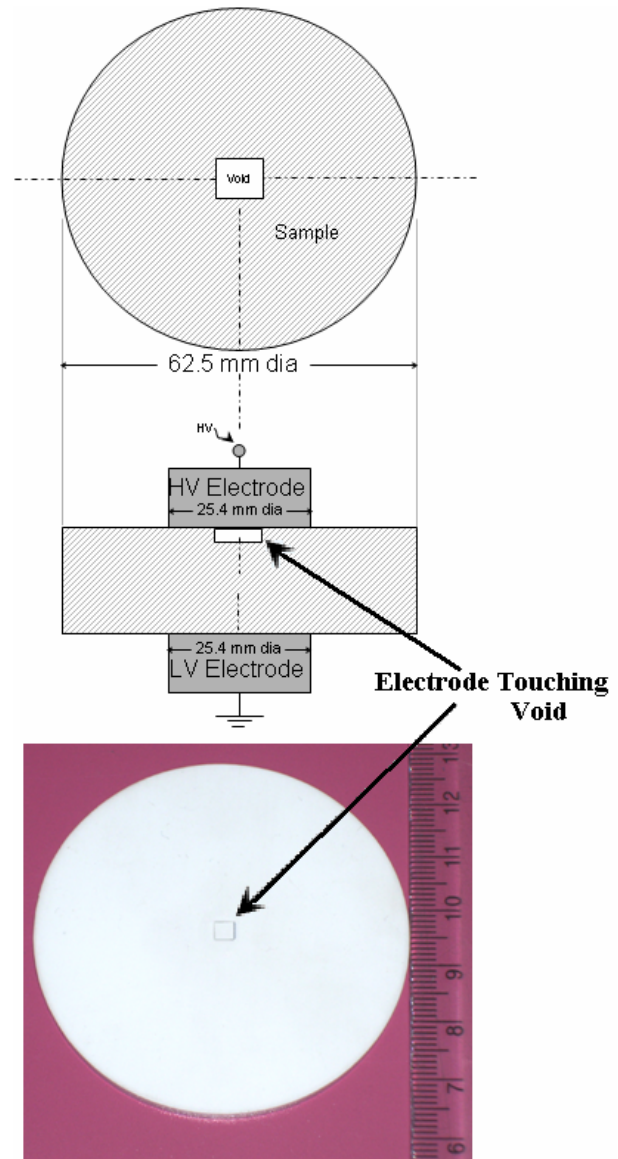 Void
Sample
62.5 mm dia
HV
HV Electrode
25.4 mm dia
25.4 mm dia
LV Electrode
Electrode Touching
Void
13
12
11
10
9
8
7
6